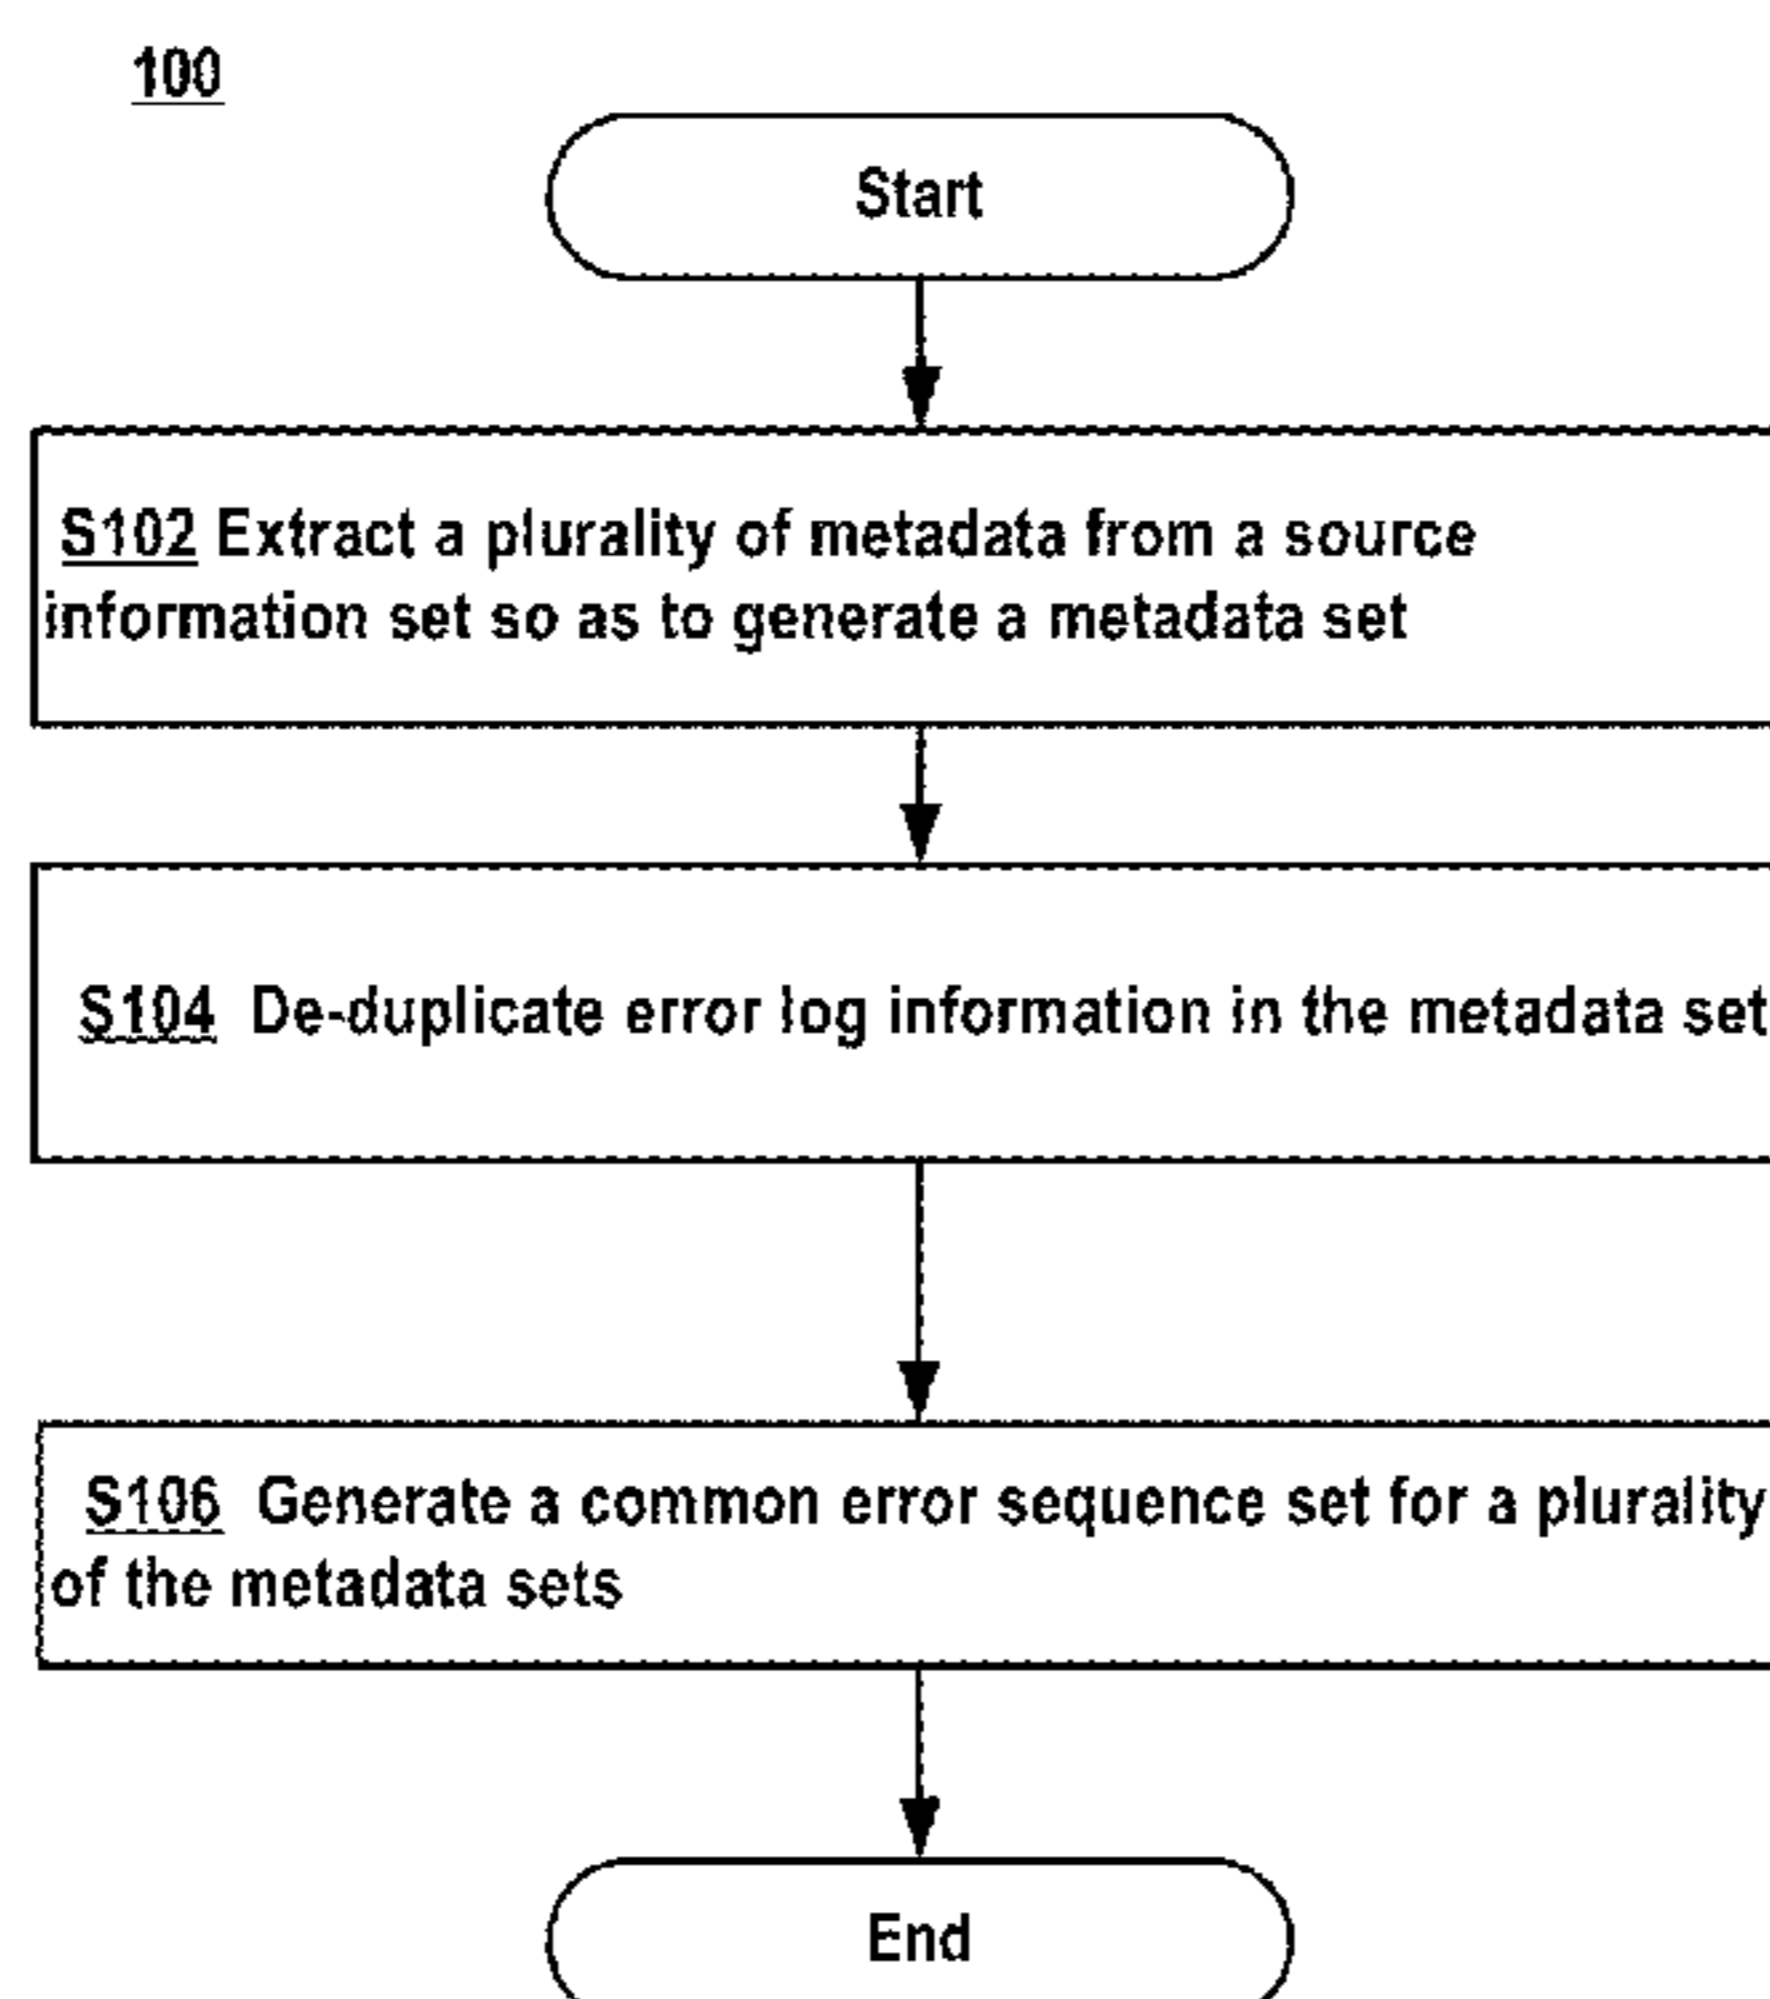 100
Start
S102 Extract a plurality of metadata from a source
information set so as to generate a metadata set
S104 De-duplicate error log information in the metadata set
S106 Generate a common error sequence set for a plurality
of the metadata sets
End